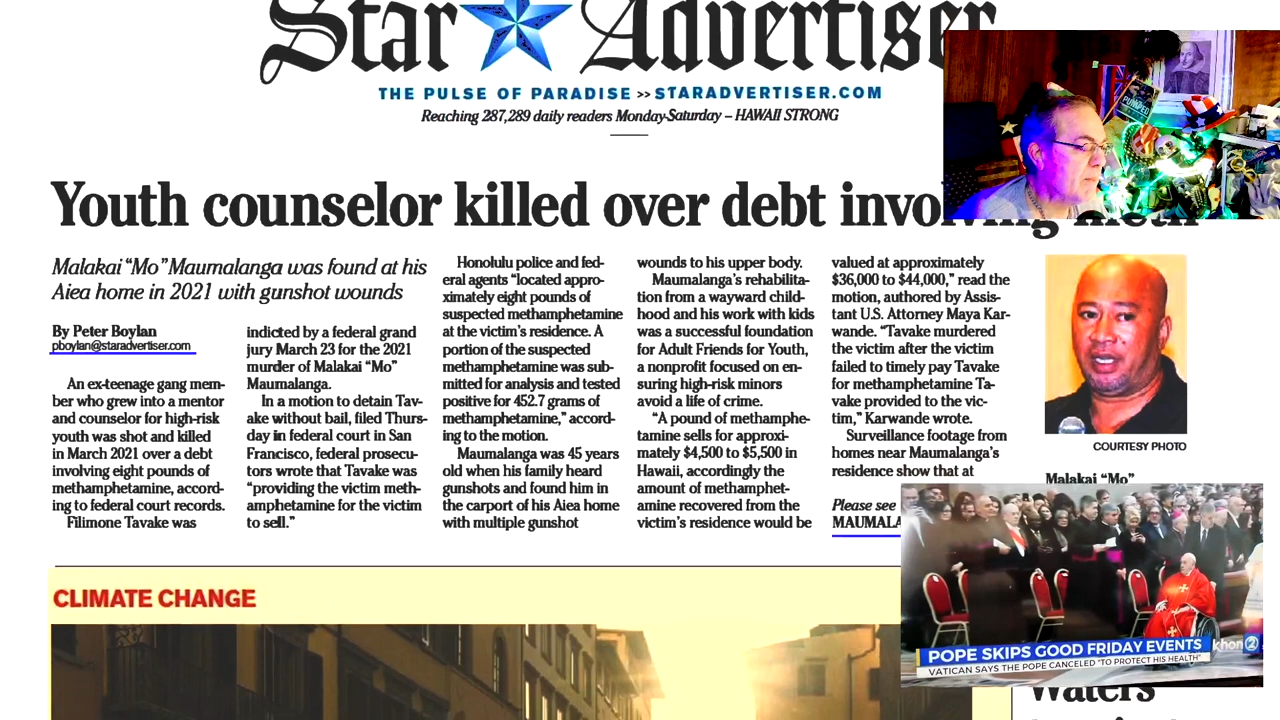 Star Advertiser
THE PULSE OF PARADISE >> STARADVERTISER.COM
Reaching 287,289 daily readers Monday-Saturday – HAWAII STRONG
Youth counselor killed over debt involving meth
Malakai “Mo” Maumalanga was found at his
Aiea home in 2021 with gunshot wounds
By Peter Boylan
pboylan@staradvertiser.com
An ex-teenage gang mem-
ber who grew into a mentor
and counselor for high-risk
youth was shot and killed
in March 2021 over a debt
involving eight pounds of
methamphetamine, accord-
ing to federal court records.
Filimone Tavake was
indicted by a federal grand
jury March 23 for the 2021
murder of Malakai “Mo”
Maumalanga.
In a motion to detain Tav-
ake without bail, filed Thurs-
day in federal court in San
Francisco, federal prosecu-
tors wrote that Tavake was
“providing the victim meth-
amphetamine for the victim
to sell.”
Honolulu police and fed-
eral agents “located appro-
ximately eight pounds of
suspected methamphetamine
at the victim’s residence. A
portion of the suspected
methamphetamine was sub-
mitted for analysis and tested
positive for 452.7 grams of
methamphetamine,” accord-
ing to the motion.
Maumalanga was 45 years
old when his family heard
gunshots and found him in
the carport of his Aiea home
with multiple gunshot
wounds to his upper body.
Maumalanga’s rehabilita-
tion from a wayward child-
hood and his work with kids
was a successful foundation
for Adult Friends for Youth,
a nonprofit focused on en-
suring high-risk minors
avoid a life of crime.
“A pound of methamphe-
tamine sells for approxi-
mately $4,500 to $5,500 in
Hawaii, accordingly the
amount of methamphet-
amine recovered from the
victim’s residence would be
valued at approximately
$36,000 to $44,000,” read the
motion, authored by Assis-
tant U.S. Attorney Maya Kar-
wande. “Tavake murdered
the victim after the victim
failed to timely pay Tavake
for methamphetamine Ta-
vake provided to the vic-
tim,” Karwande wrote.
Surveillance footage from
homes near Maumalanga’s
residence show that at
Please see
MAUMALA
COURTESY PHOTO
Malakai “Mo”
CLIMATE CHANGE
POPE SKIPS GOOD FRIDAY EVENTS
khon 2
VATICAN SAYS THE POPE CANCELED "TO PROTECT HIS HEALTH"
Waters